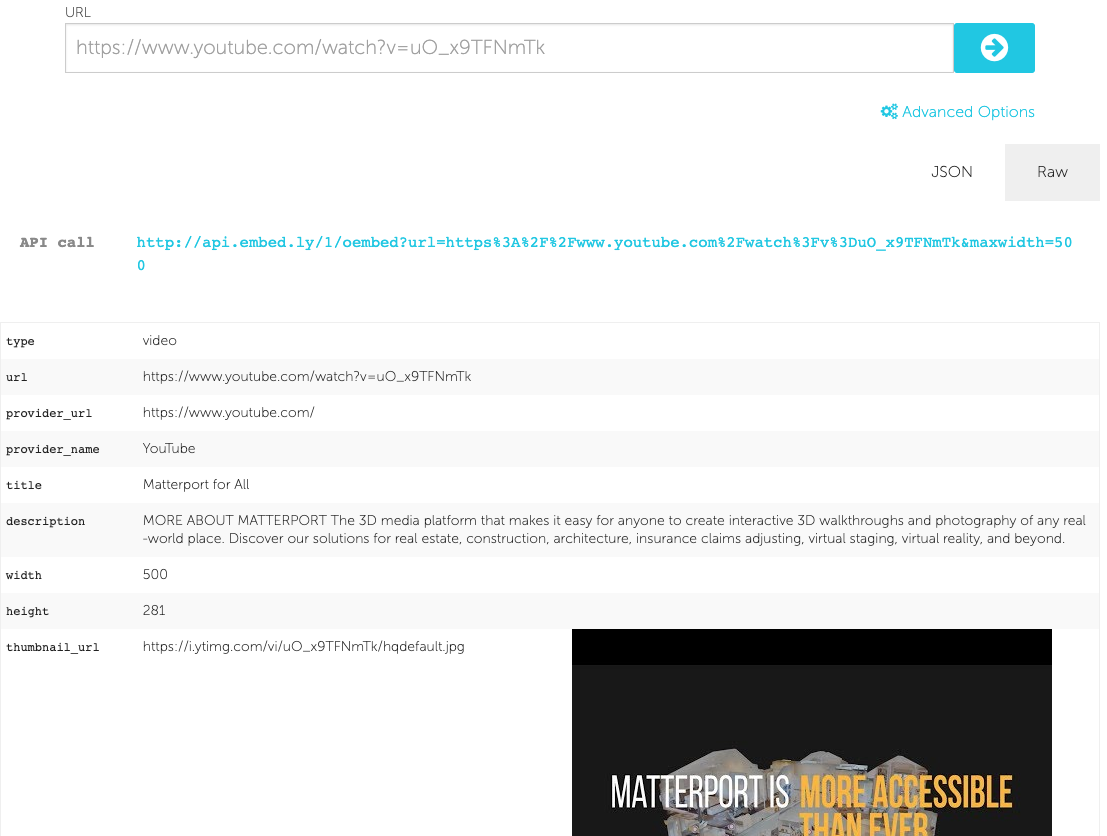 URL
https://www.youtube.com/watch?v=uO_x9TFNmTk
Advanced Options
JSON
Raw
API call
http://api.embed.ly/1/oembed?url=https%3A%2F%2Fwww.youtube.com%2Fwatch%3Fv%3DuO_x9TFNmTk&maxwidth=50
0
type video
url https://www.youtube.com/watch?v=uO_x9TFNmTk
provider_url https://www.youtube.com/
provider_name YouTube
title Matterport for All
description MORE ABOUT MATTERPORT The 3D media platform that makes it easy for anyone to create interactive 3D walkthroughs and photography of any real
-world place. Discover our solutions for real estate, construction, architecture, insurance claims adjusting, virtual staging, virtual reality, and beyond.
width 500
height 281
thumbnail_url https://i.ytimg.com/vi/uO_x9TFNmTk/hqdefault.jpg
MATTERPORT IS MORE ACCESSIBLE
THAN EVER